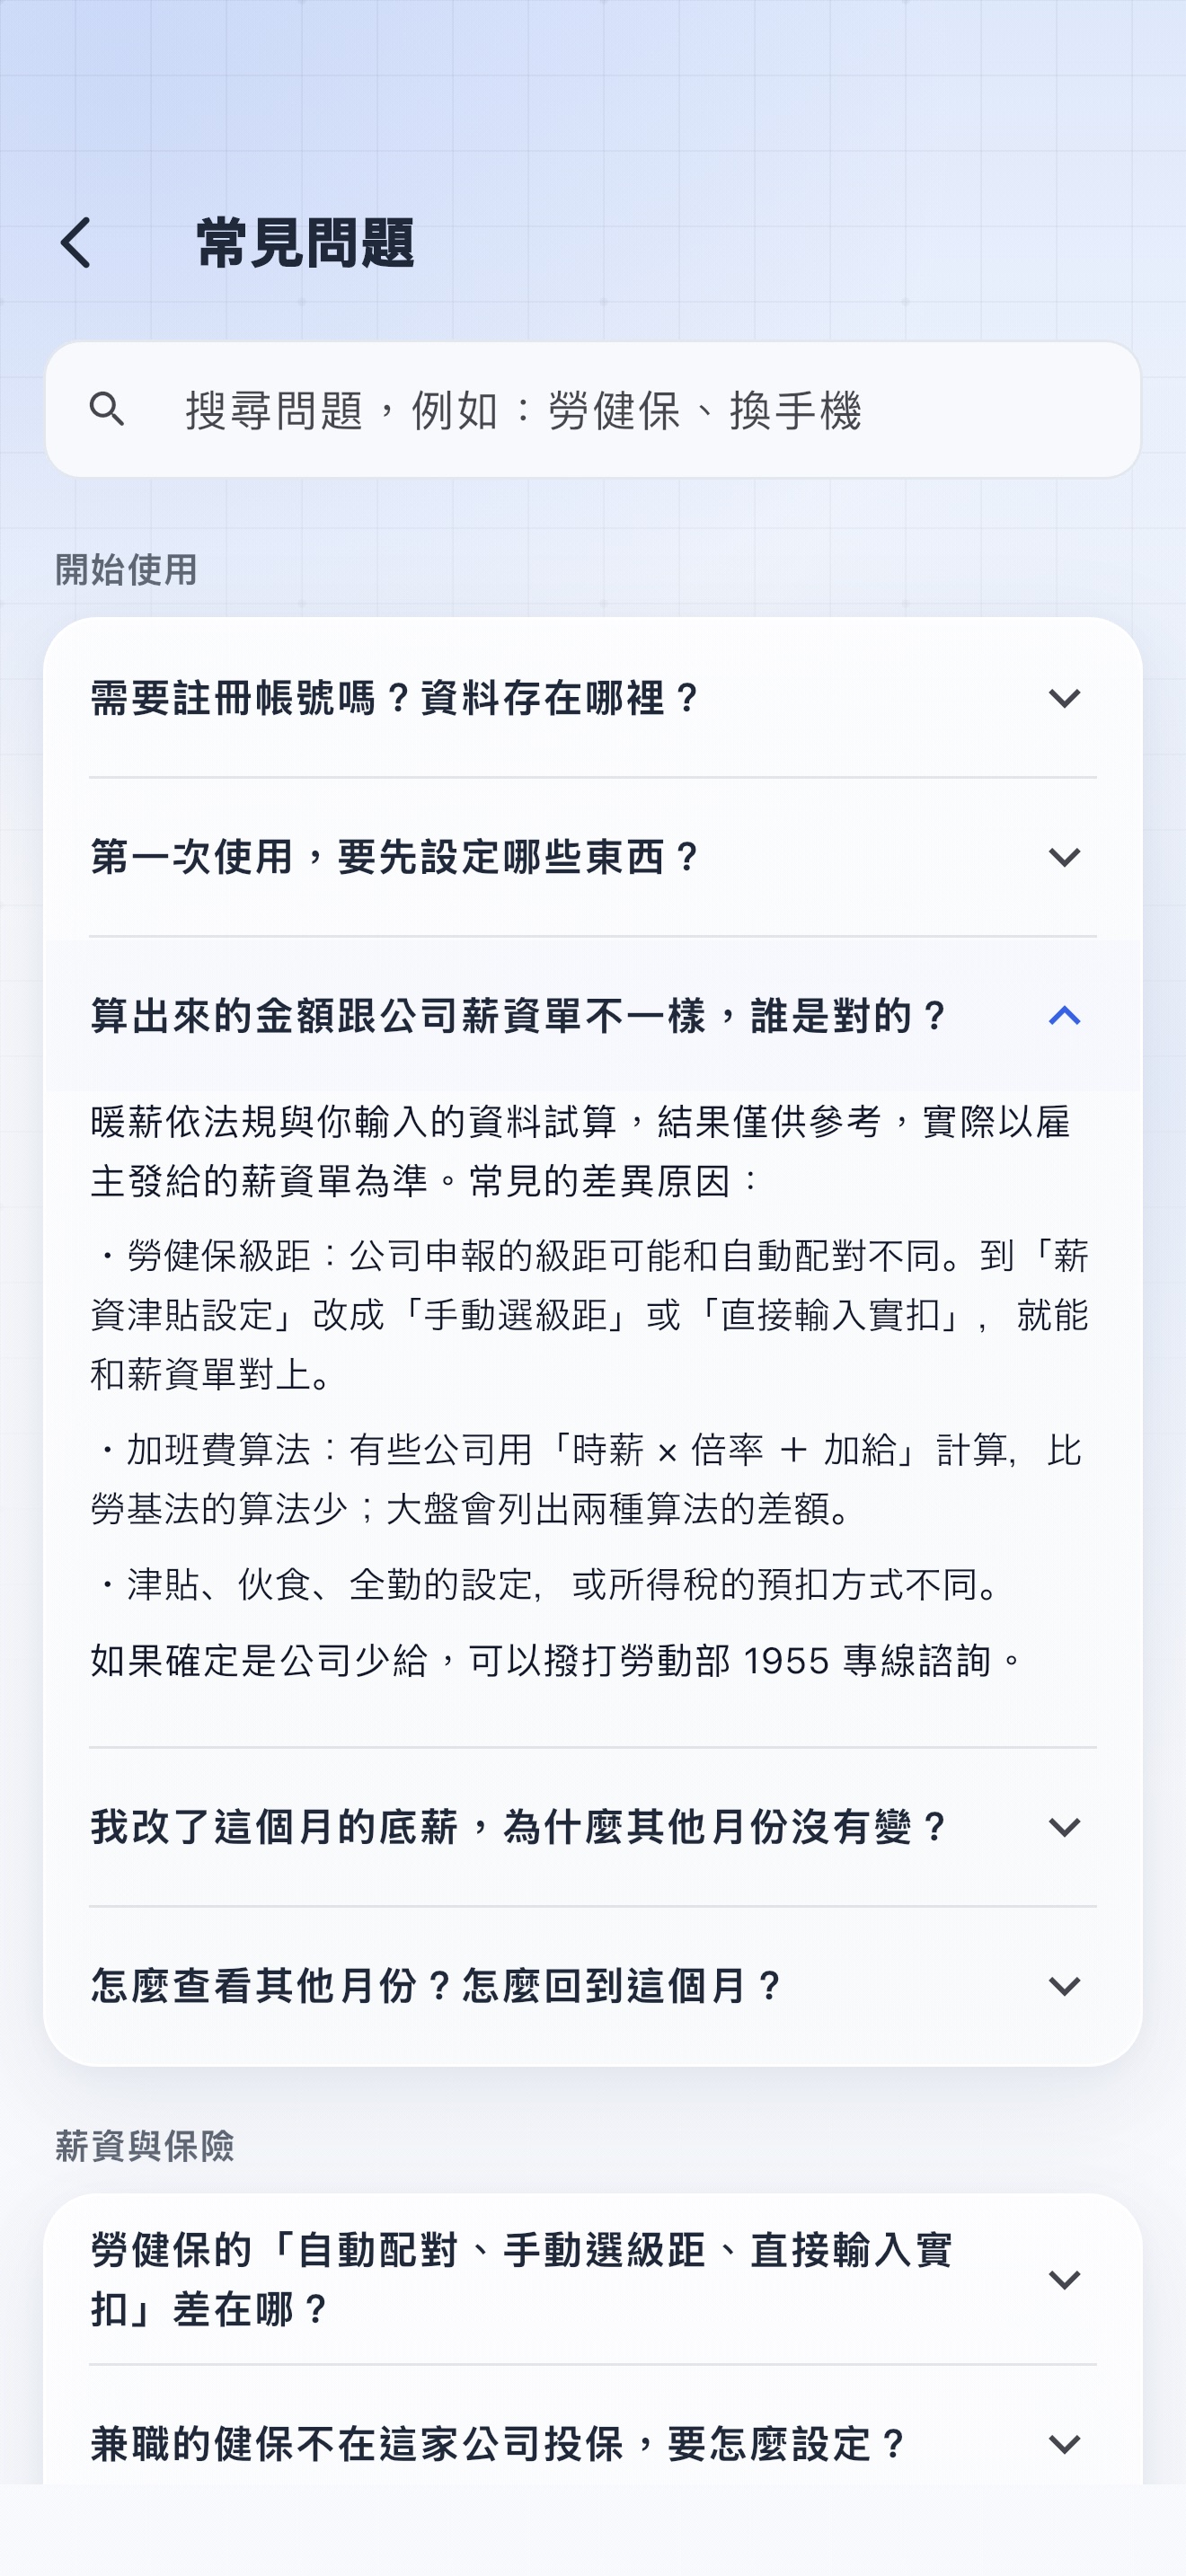 常見問題
搜尋問題，例如：勞健保、換手機
開始使用
需要註冊帳號嗎？資料存在哪裡？
第一次使用，要先設定哪些東西？
算出來的金額跟公司薪資單不一樣，誰是對的？
暖薪依法規與你輸入的資料試算，結果僅供參考，實際以雇
主發給的薪資單為準。常見的差異原因：
・勞健保級距：公司申報的級距可能和自動配對不同。到「薪
資津貼設定」改成「手動選級距」或「直接輸入實扣」，就能
和薪資單對上。
・加班費算法：有些公司用「時薪 × 倍率 ＋ 加給」計算，比
勞基法的算法少；大盤會列出兩種算法的差額。
・津貼、伙食、全勤的設定，或所得稅的預扣方式不同。
如果確定是公司少給，可以撥打勞動部 1955 專線諮詢。
我改了這個月的底薪，為什麼其他月份沒有變？
怎麼查看其他月份？怎麼回到這個月？
薪資與保險
勞健保的「自動配對、手動選級距、直接輸入實
扣」差在哪？
兼職的健保不在這家公司投保，要怎麼設定？